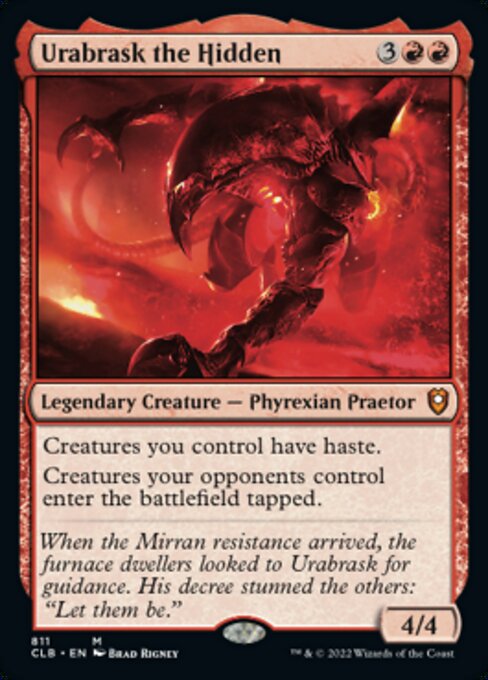 Urabrask the Hidden 3
Legendary Creature — Phyrexian Praetor
Creatures you control have haste.
Creatures your opponents control
enter the battlefield tapped.
When the Mirran resistance arrived, the
furnace dwellers looked to Urabrask for
guidance. His decree stunned the others:
“Let them be.”
4/4
811 M
CLB • EN Brad Rigney
™ & © 2022 Wizards of the Coast